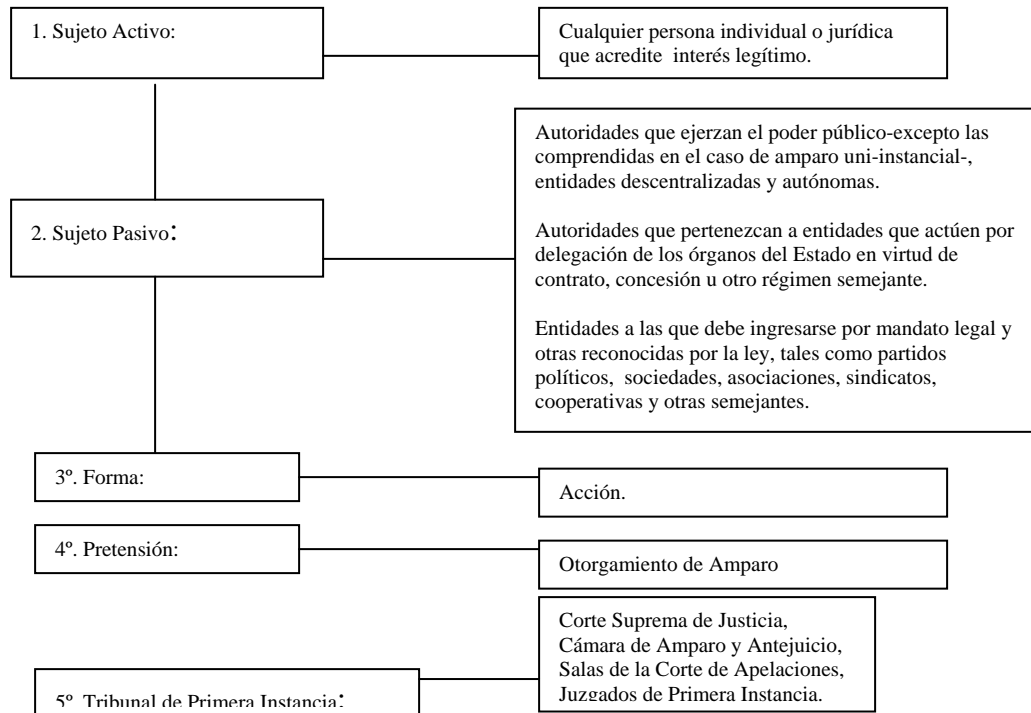 1. Sujeto Activo:
Cualquier persona individual o jurídica
que acredite interés legítimo.
Autoridades que ejerzan el poder público-excepto las
comprendidas en el caso de amparo uni-instancial-,
entidades descentralizadas y autónomas.
Autoridades que pertenezcan a entidades que actúen por
delegación de los órganos del Estado en virtud de
contrato, concesión u otro régimen semejante.
Entidades a las que debe ingresarse por mandato legal y
otras reconocidas por la ley, tales como partidos
políticos, sociedades, asociaciones, sindicatos,
cooperativas y otras semejantes.
2. Sujeto Pasivo:
3º. Forma:
Acción.
4º. Pretensión:
Otorgamiento de Amparo
Corte Suprema de Justicia,
Cámara de Amparo y Antejuicio,
Salas de la Corte de Apelaciones,
Juzgados de Primera Instancia.
5º. Tribunal de Primera Instancia: